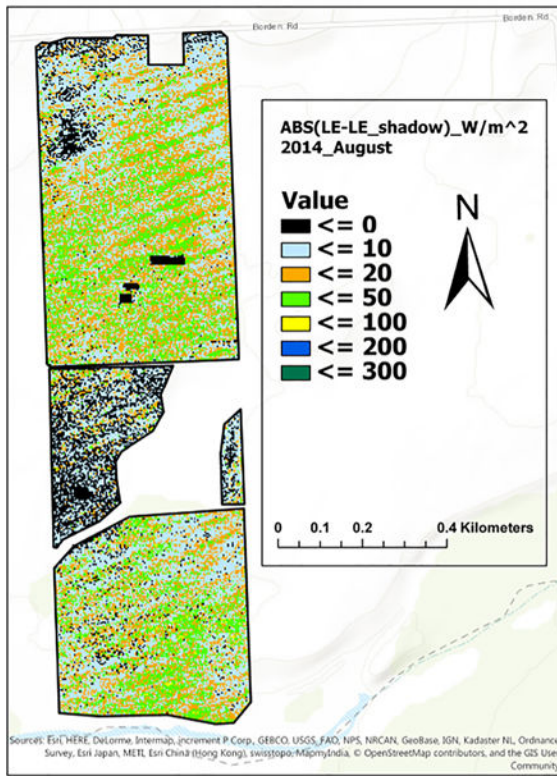 Borden Rd
Borden Rd
ABS(LE-LE_shadow)_W/m^2
2014_August
Value
<= 0
<= 10
<= 20
<= 50
<= 100
<= 200
<= 300
N
0 0.1 0.2 0.4 Kilometers
Sources: Esri, HERE, DeLorme, Intermap, increment P Corp., GEBCO, USGS, FAO, NPS, NRCAN, GeoBase, IGN, Kadaster NL, Ordnance
Survey, Esri Japan, METI, Esri China (Hong Kong), swisstopo, MapmyIndia, © OpenStreetMap contributors, and the GIS User
Community